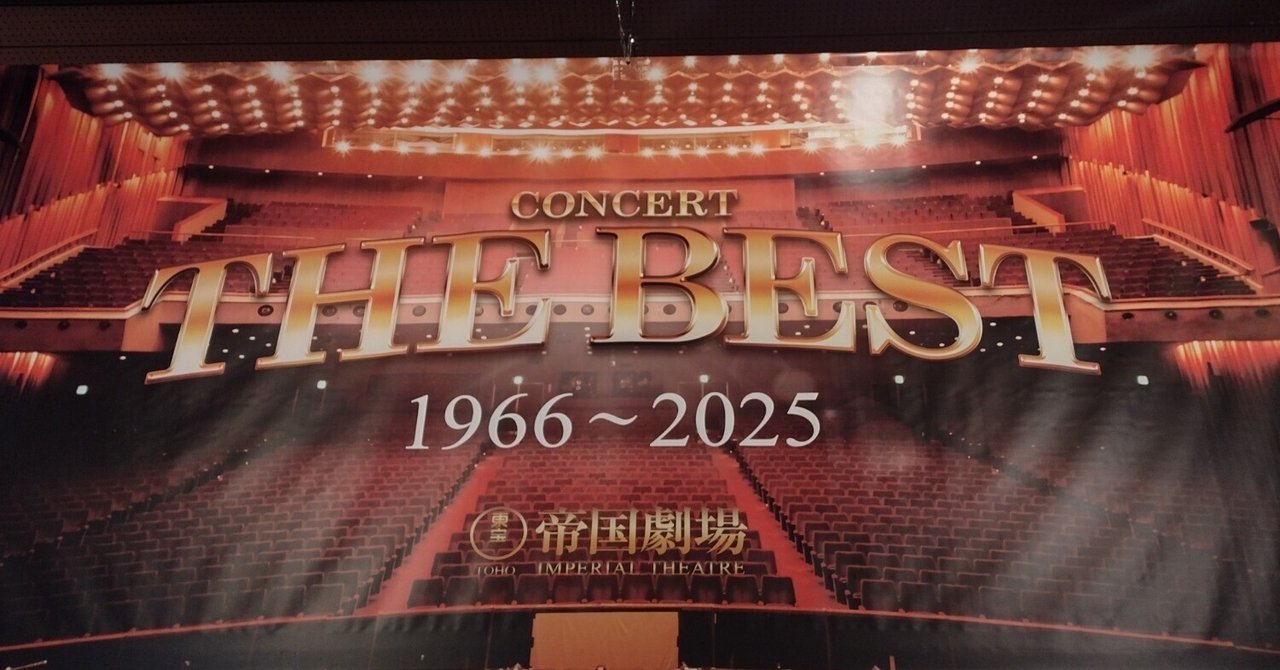 CONCERT
THE BEST
1966~2025
東宝 帝国劇場
TOHO IMPERIAL THEATRE